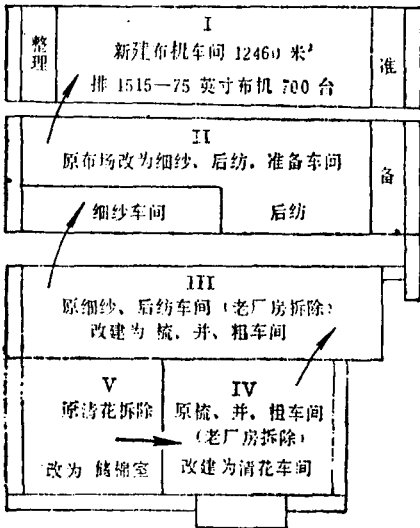 整理
I
新建布机车间 12460 米²
排 1515—75 英寸布机 700 台
准
II
原布场改为细纱、后纺，准备车间
备
细纱车间
后纺
III
原细纱、后纺车间（老厂房拆除）
改建为 梳、并、粗车间
V
原清花拆除
改为 储棉室
IV
原梳、并、粗车间
（老厂房拆除）
改建为清花车间